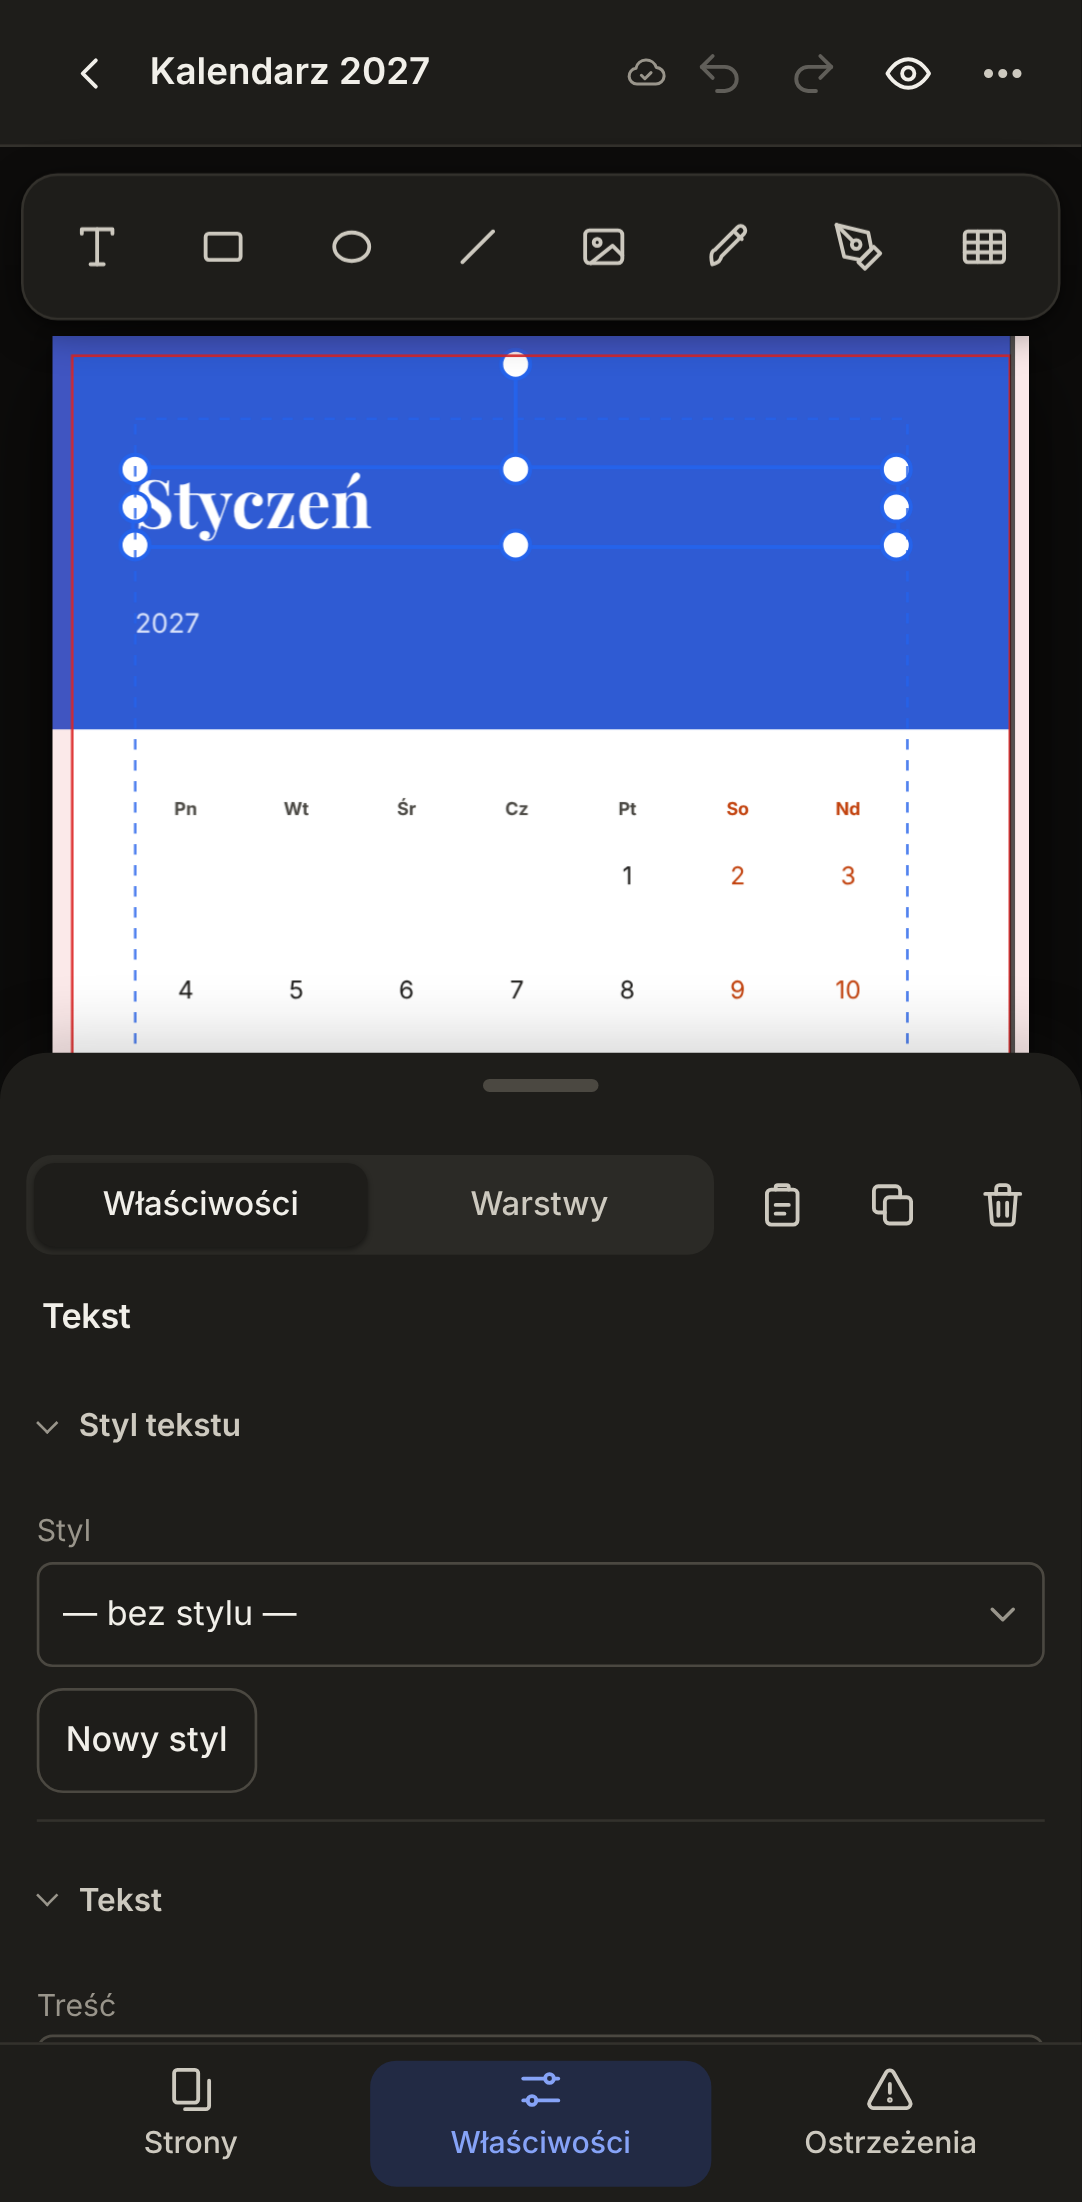 Kalendarz 2027
Styczeń
2027
Pn Wt Śr Cz Pt So Nd
1 2 3
4 5 6 7 8 9 10
Właściwości Warstwy
Tekst
Styl tekstu
Styl
— bez stylu —
Nowy styl
Tekst
Treść
Strony Właściwości Ostrzeżenia